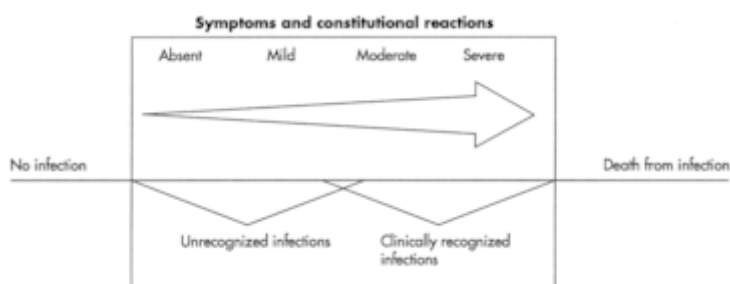 Symptoms and constitutional reactions
Absent Mild Moderate Severe
No infection Death from infection
Unrecognized infections Clinically recognized
infections